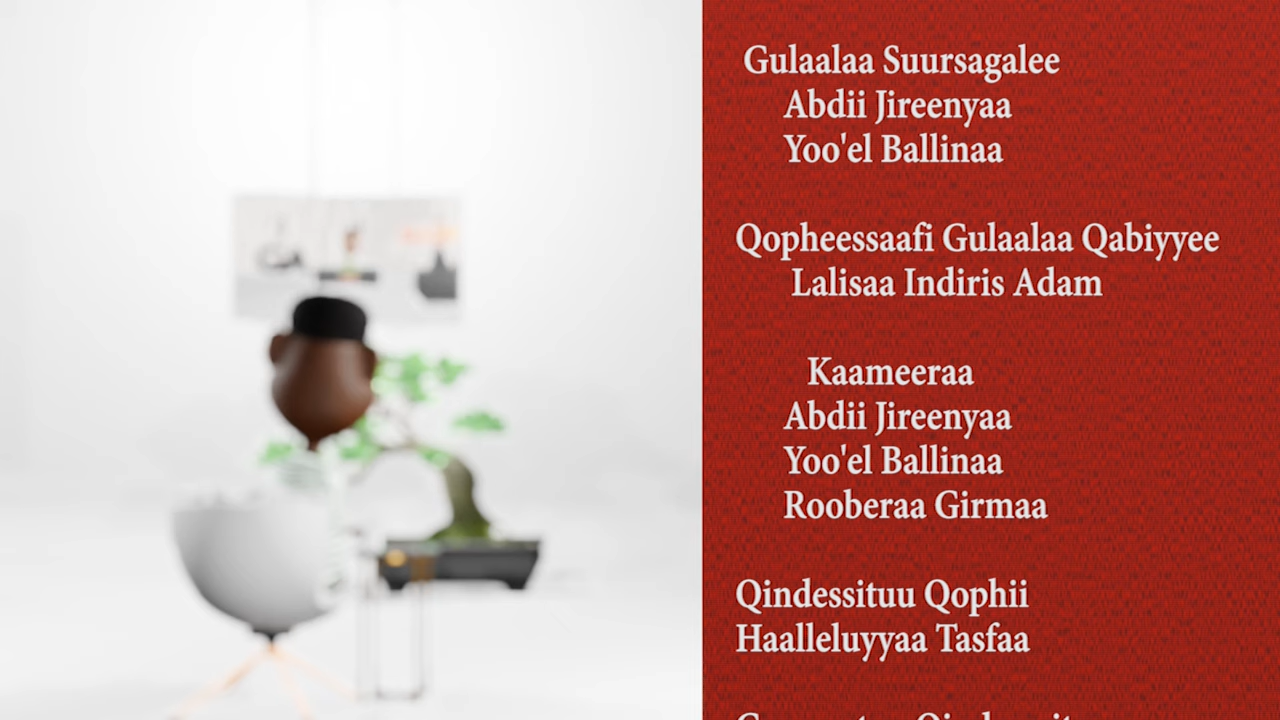 Gulaalaa Suursagalee
Abdii Jireenyaa
Yoo'el Ballinaa
Qopheessaafi Gulaalaa Qabiyyee
Lalisaa Indiris Adam
Kaameeraa
Abdii Jireenyaa
Yoo'el Ballinaa
Rooberaa Girmaa
Qindessituu Qophii
Haalleluyyaa Tasfaa